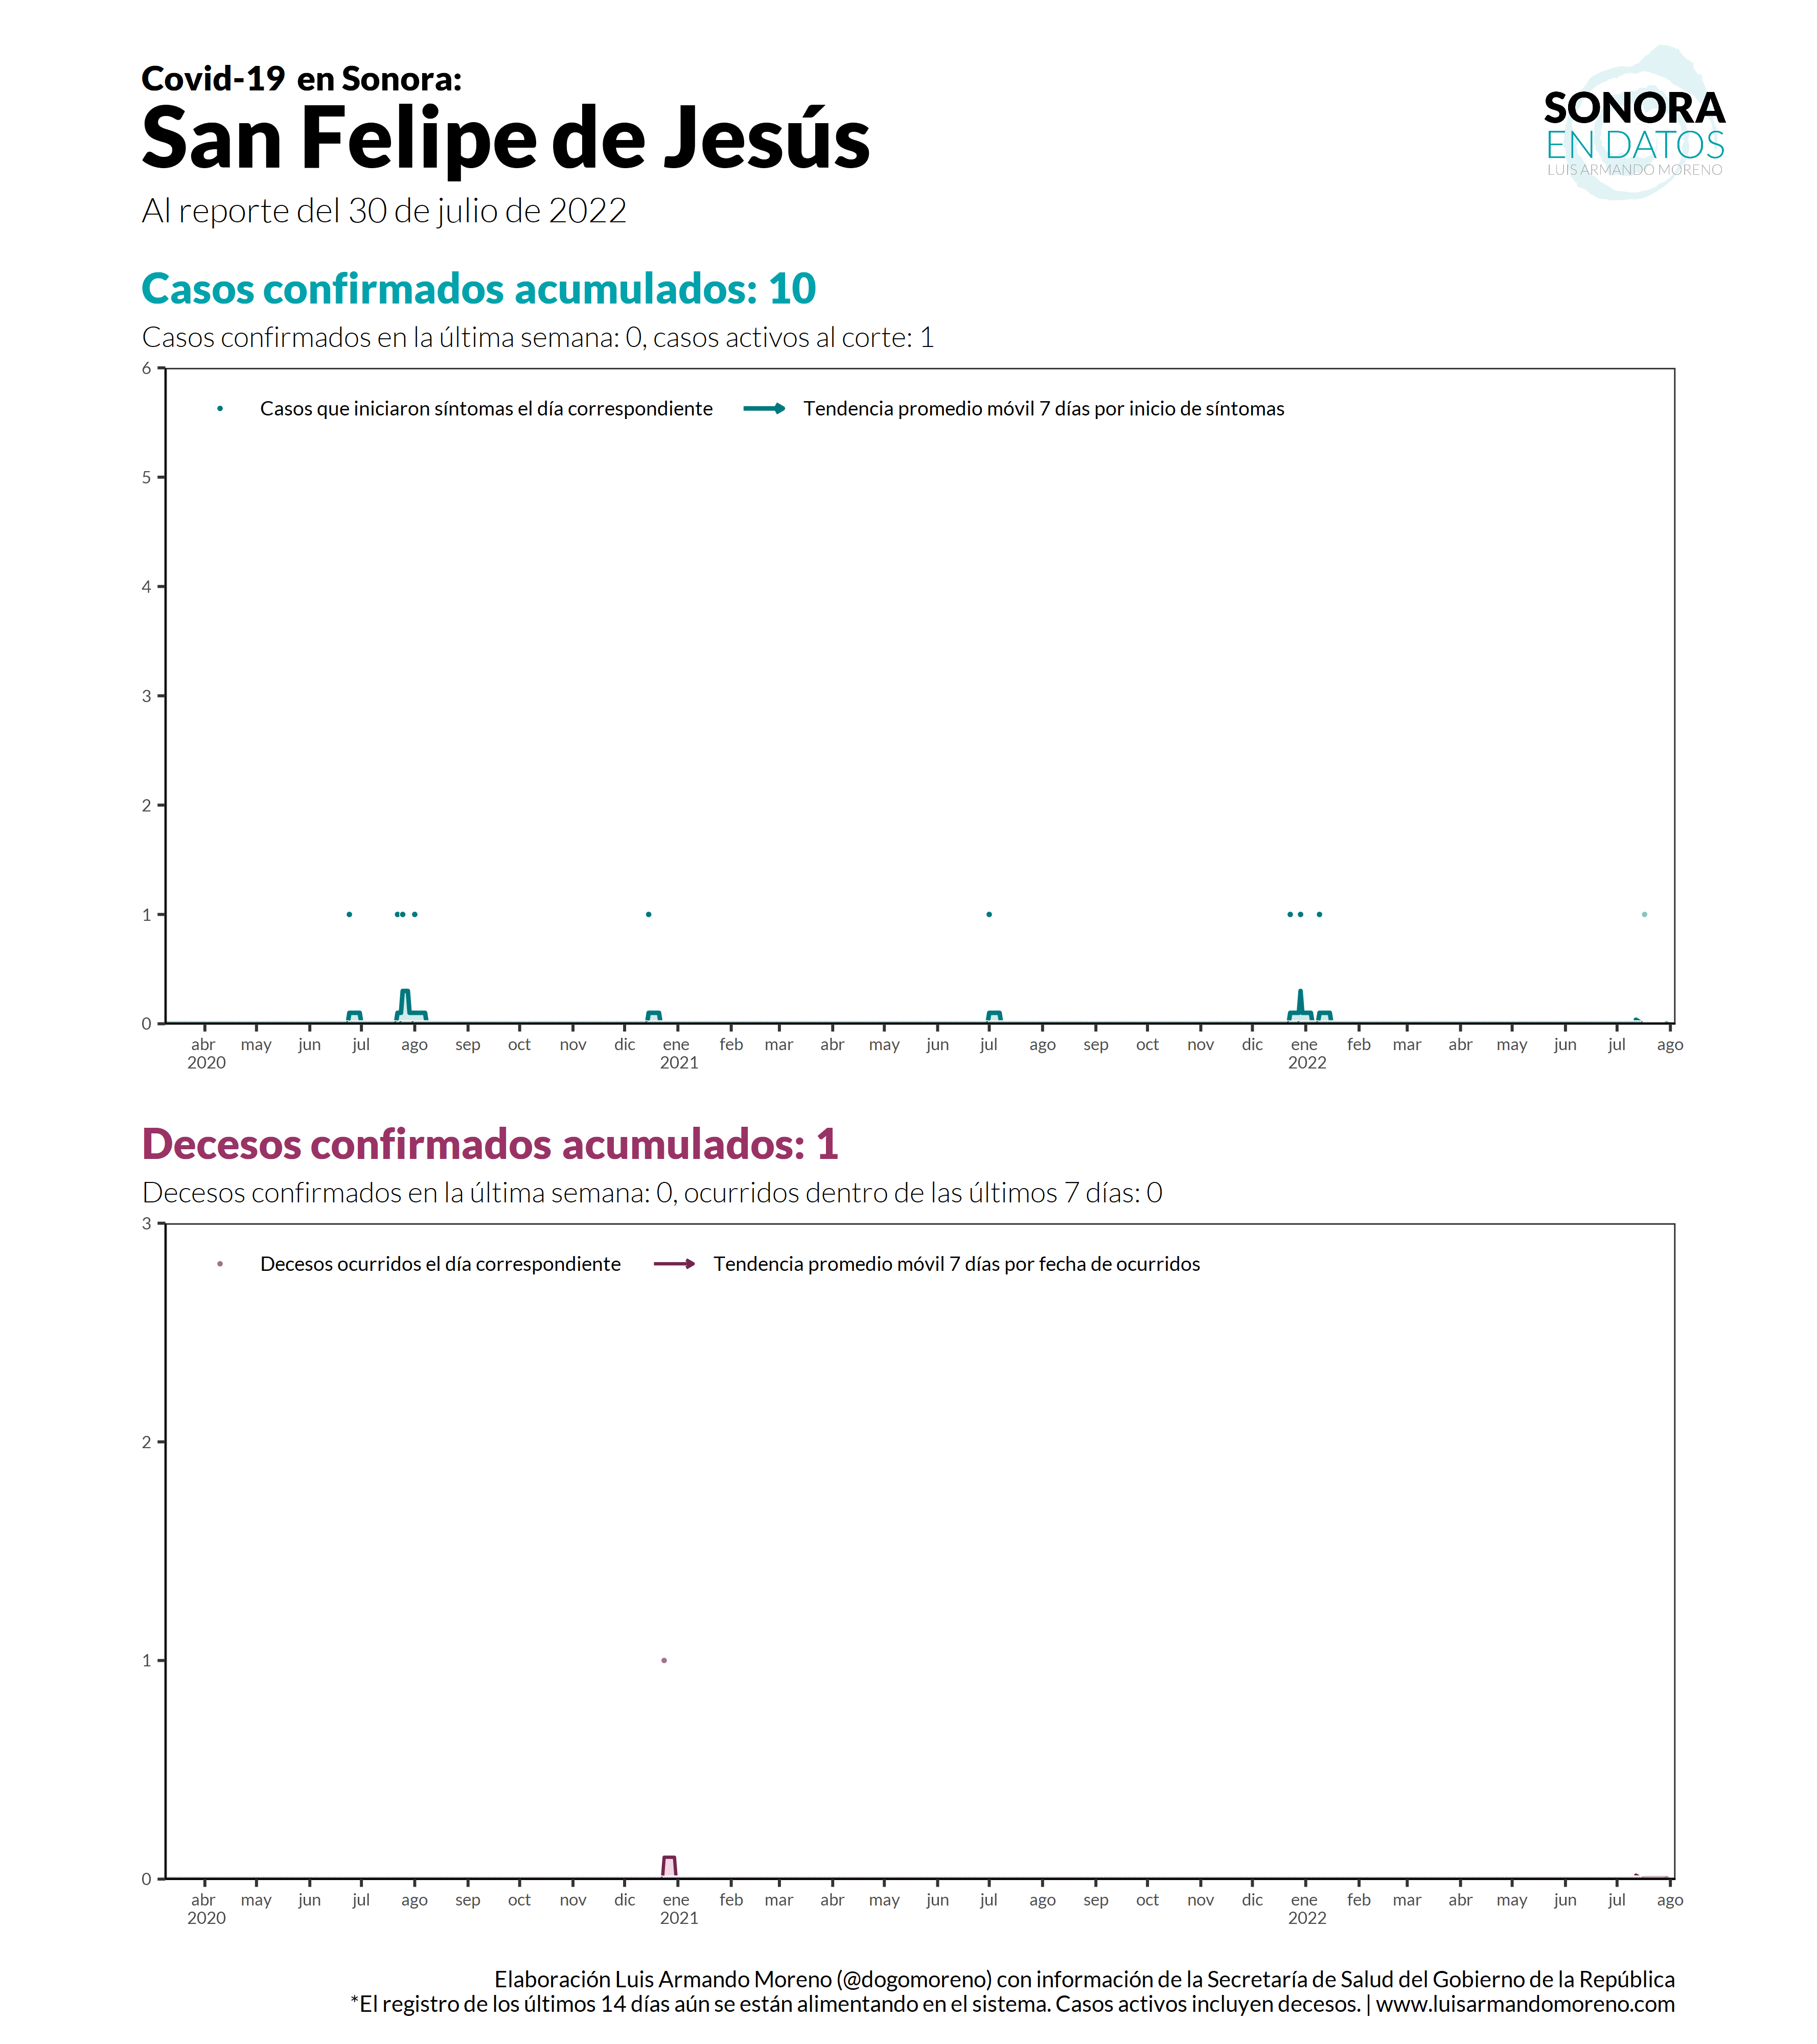 Covid-19 en Sonora:
San Felipe de Jesús
Al reporte del 30 de julio de 2022
SONORA
EN DATOS
LUIS ARMANDO MORENO
Casos confirmados acumulados: 10
Casos confirmados en la última semana: 0, casos activos al corte: 1
6
Casos que iniciaron síntomas el día correspondiente Tendencia promedio móvil 7 días por inicio de síntomas
5
4
3
2
1
0
abr may jun jul ago sep oct nov dic ene feb mar abr may jun jul ago sep oct nov dic ene feb mar abr may jun jul ago
2020 2021 2022
Decesos confirmados acumulados: 1
Decesos confirmados en la última semana: 0, ocurridos dentro de las últimos 7 días: 0
3
Decesos ocurridos el día correspondiente Tendencia promedio móvil 7 días por fecha de ocurridos
2
1
0
abr may jun jul ago sep oct nov dic ene feb mar abr may jun jul ago sep oct nov dic ene feb mar abr may jun jul ago
2020 2021 2022
Elaboración Luis Armando Moreno (@dogomoreno) con información de la Secretaría de Salud del Gobierno de la República
*El registro de los últimos 14 días aún se están alimentando en el sistema. Casos activos incluyen decesos. | www.luisarmandomoreno.com